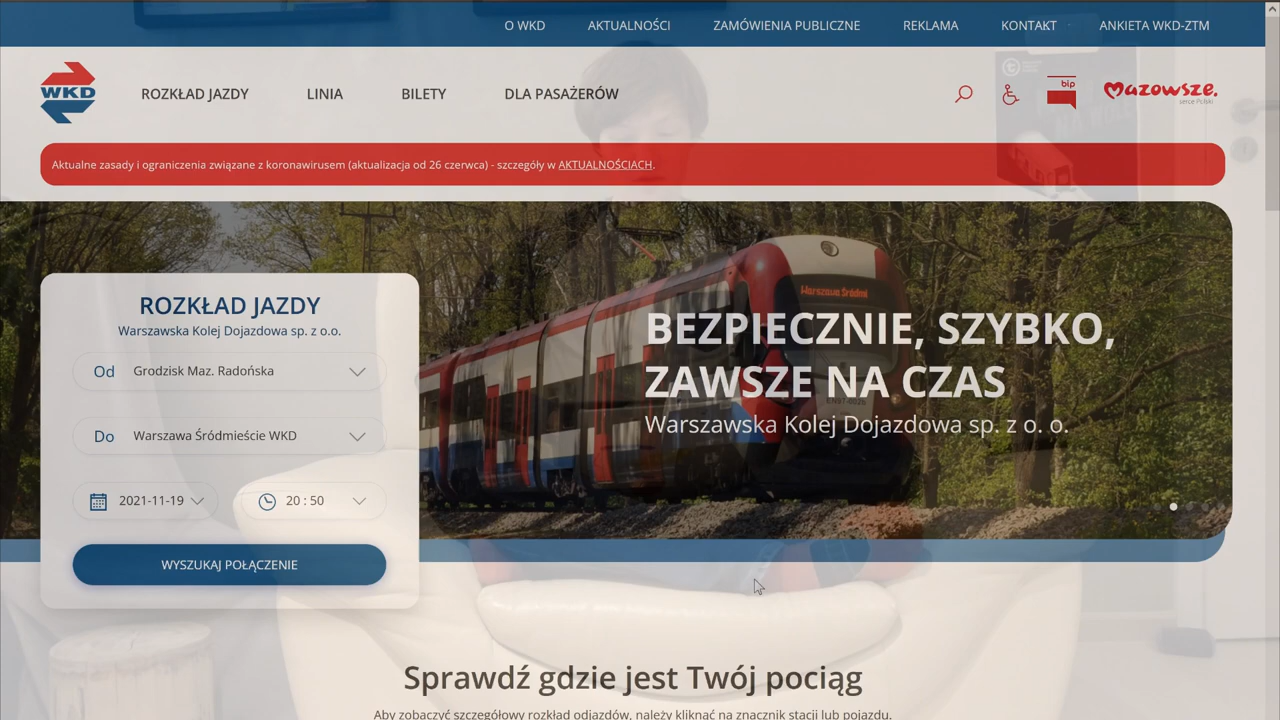 O WKD AKTUALNOŚCI ZAMÓWIENIA PUBLICZNE REKLAMA KONTAKT ANKIETA WKD-ZTM
WKD ROZKŁAD JAZDY LINIA BILETY DLA PASAŻERÓW bip mazowsze.
serce Polski
Aktualne zasady i ograniczenia związane z koronawirusem (aktualizacja od 26 czerwca) - szczegóły w AKTUALNOŚCIACH.
Warszawa Śródmi
ROZKŁAD JAZDY
Warszawska Kolej Dojazdowa sp. z o.o.
Od Grodzisk Maz. Radońska
Do Warszawa Śródmieście WKD
2021-11-19 20 : 50
WYSZUKAJ POŁĄCZENIE
BEZPIECZNIE, SZYBKO,
ZAWSZE NA CZAS
Warszawska Kolej Dojazdowa sp. z o. o.
Sprawdź gdzie jest Twój pociąg
Aby zobaczyć szczegółowy rozkład odjazdów, należy kliknąć na znacznik stacji lub pojazdu.